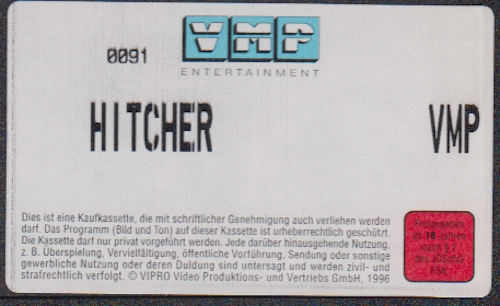 VMP
0091
ENTERTAINMENT
HITCHER
VMP
Dies ist eine Kaufkassette, die mit schriftlicher Genehmigung auch verliehen werden
darf. Das Programm (Bild und Ton) auf dieser Kassette ist urheberrechtlich geschützt.
Die Kassette darf nur privat vorgeführt werden. Jede darüber hinausgehende Nutzung,
z. B. Überspielung, Vervielfältigung, öffentliche Vorführung, Sendung oder sonstige
gewerbliche Nutzung oder deren Duldung sind untersagt und werden zivil- und
strafrechtlich verfolgt. © VIPRO Video Produktions- und Vertriebs GmbH, 1996
Freigegeben
ab 18 Jahren
FSK